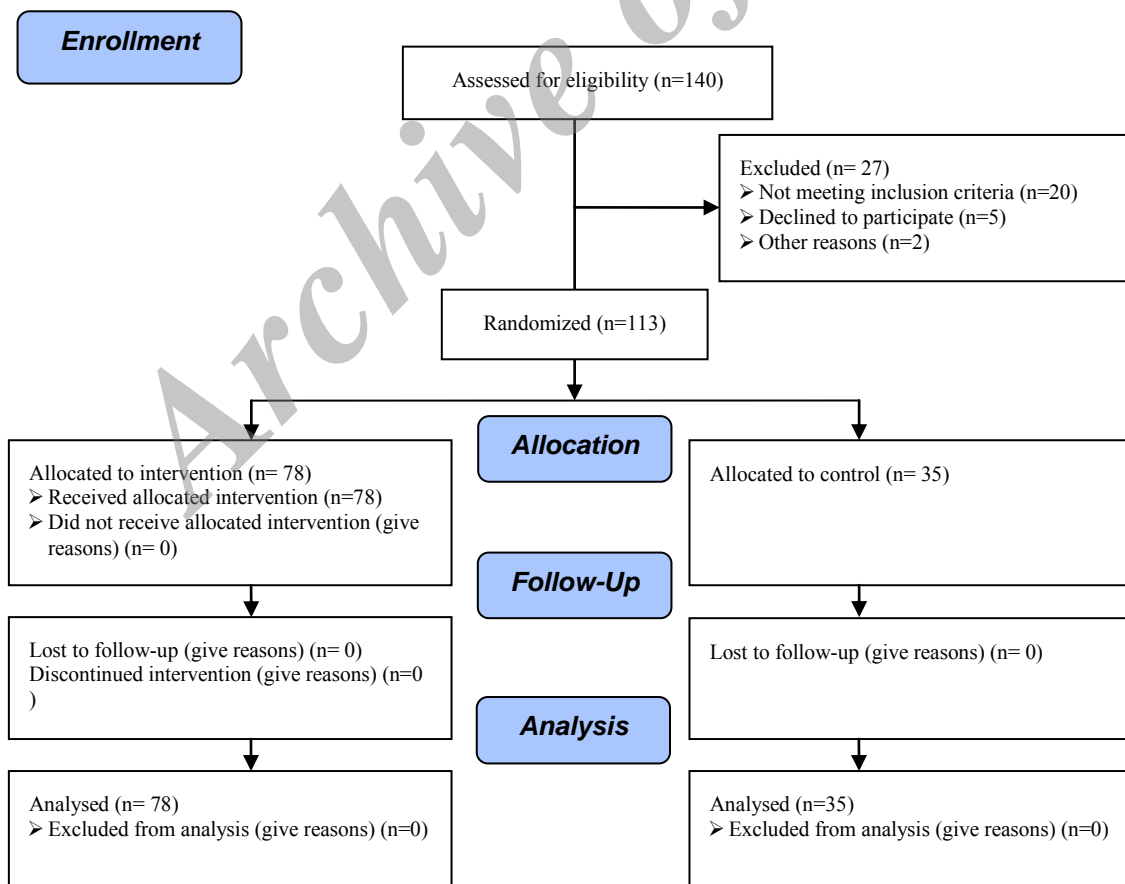 Enrollment
Assessed for eligibility (n=140)
Excluded (n= 27)
➢ Not meeting inclusion criteria (n=20)
➢ Declined to participate (n=5)
➢ Other reasons (n=2)
Randomized (n=113)
Allocation
Allocated to intervention (n= 78)
➢ Received allocated intervention (n=78)
➢ Did not receive allocated intervention (give
reasons) (n= 0)
Allocated to control (n= 35)
Follow-Up
Lost to follow-up (give reasons) (n= 0)
Discontinued intervention (give reasons) (n=0
)
Lost to follow-up (give reasons) (n= 0)
Analysis
Analysed (n= 78)
➢ Excluded from analysis (give reasons) (n=0)
Analysed (n=35)
➢ Excluded from analysis (give reasons) (n=0)
Archive of